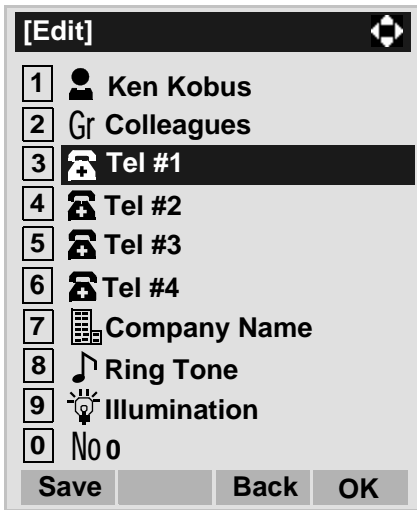 [Edit]
1 Ken Kobus
2 Gr Colleagues
3 Tel #1
4 Tel #2
5 Tel #3
6 Tel #4
7 Company Name
8 Ring Tone
9 Illumination
0 No 0
Save Back OK